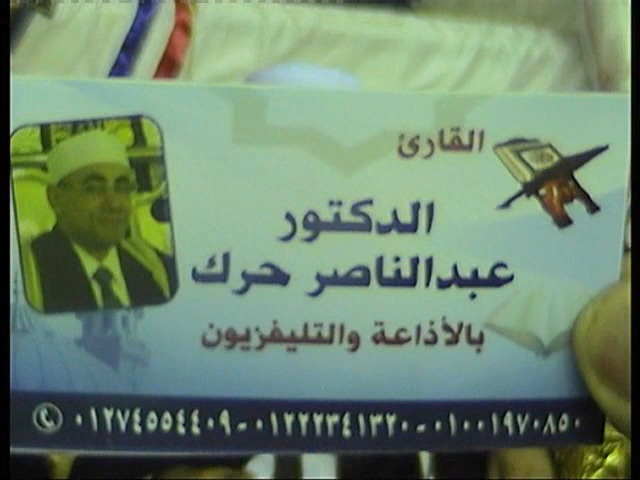 القارئ
الدكتور
عبدالناصر حرك
بالأذاعة والتليفزيون
٠١٢٧٤٥٥٤٤٠٩-٠١٢٢٢٣٤١٣٢٠-٠١٠٠١٩٧٠٨٥٠